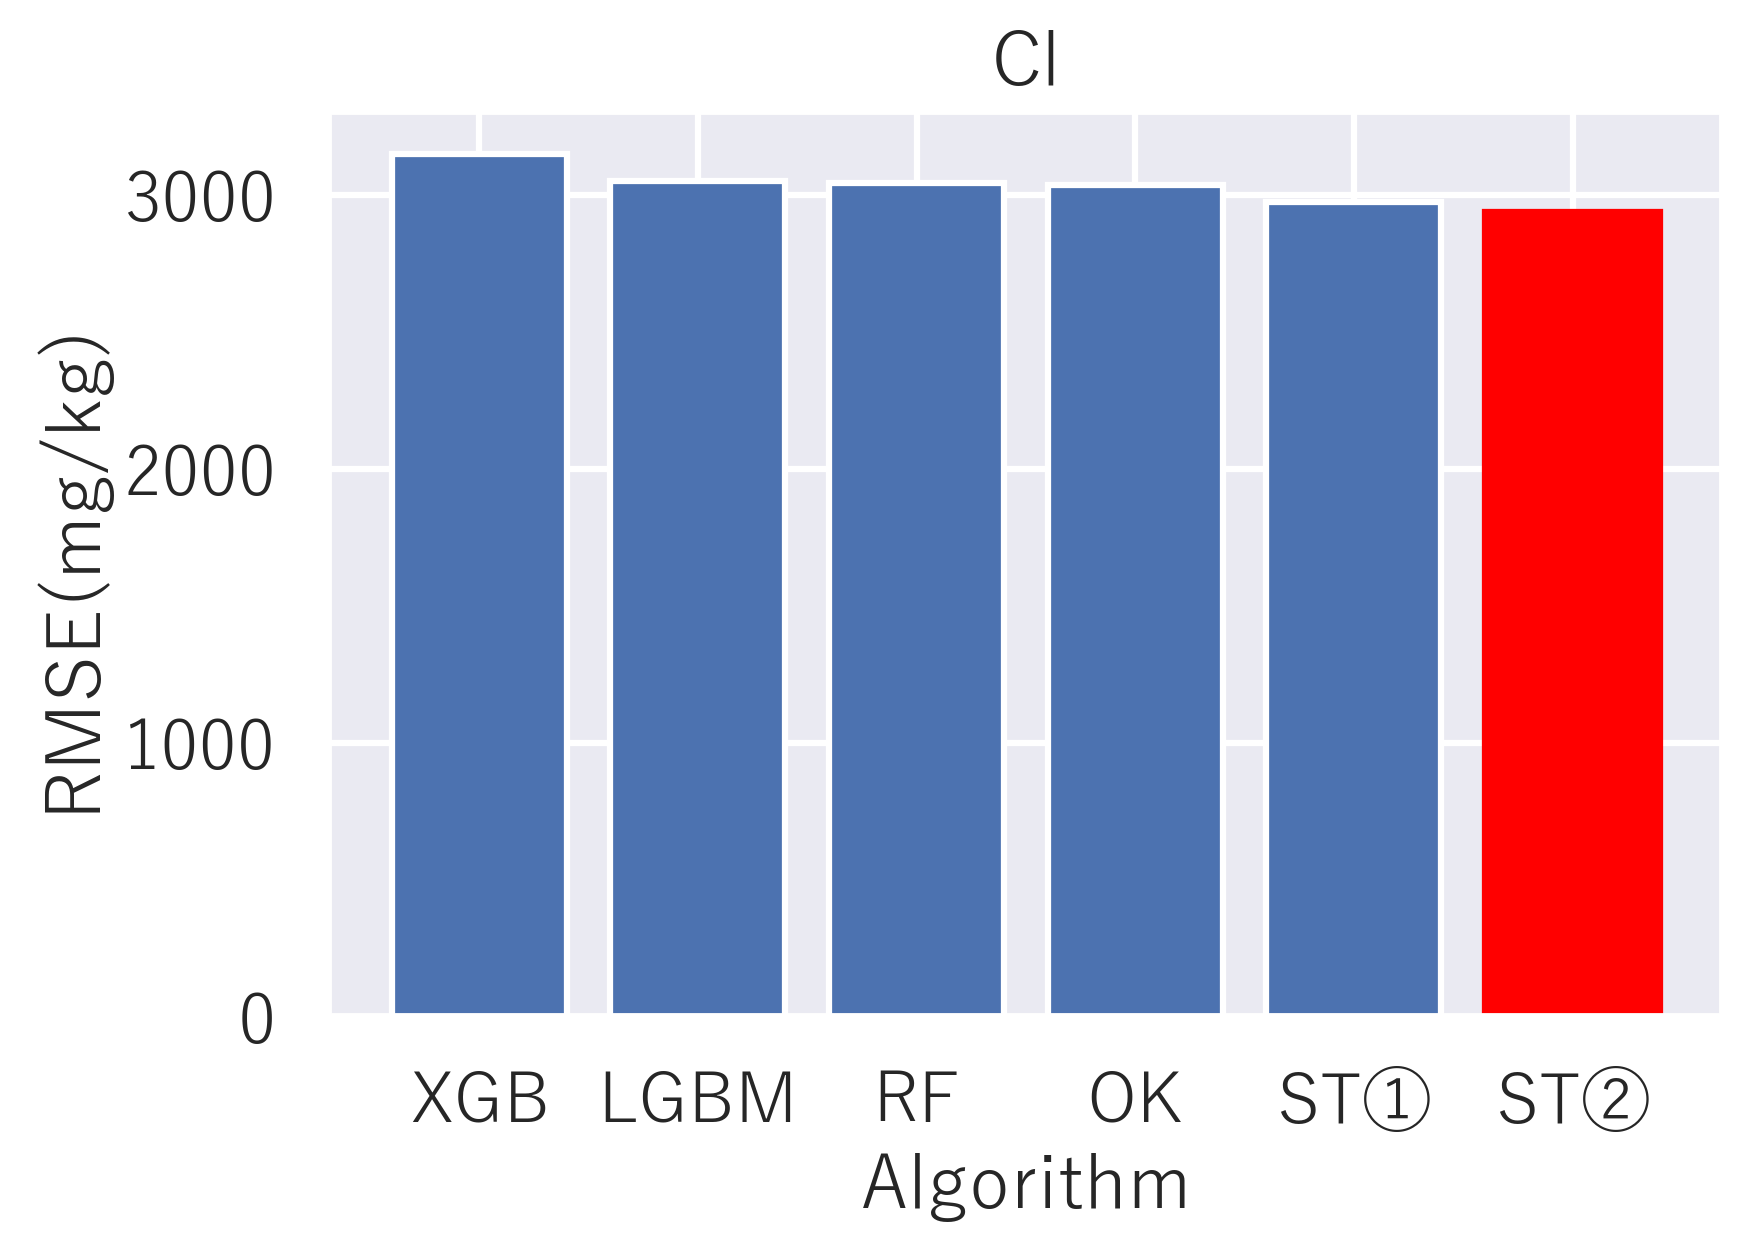 Cl
3000
2000
1000
0
RMSE(mg/kg)
XGB LGBM RF OK ST① ST②
Algorithm